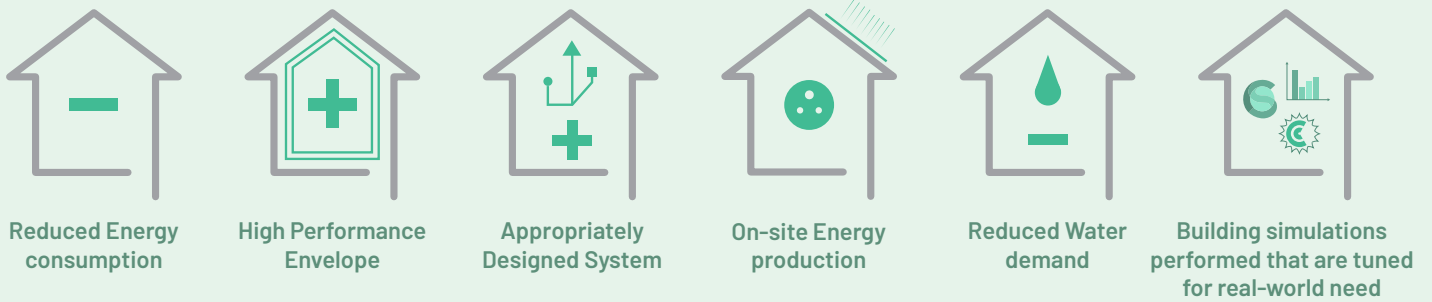 Reduced Energy
consumption
High Performance
Envelope
Appropriately
Designed System
On-site Energy
production
Reduced Water
demand
Building simulations
performed that are tuned
for real-world need